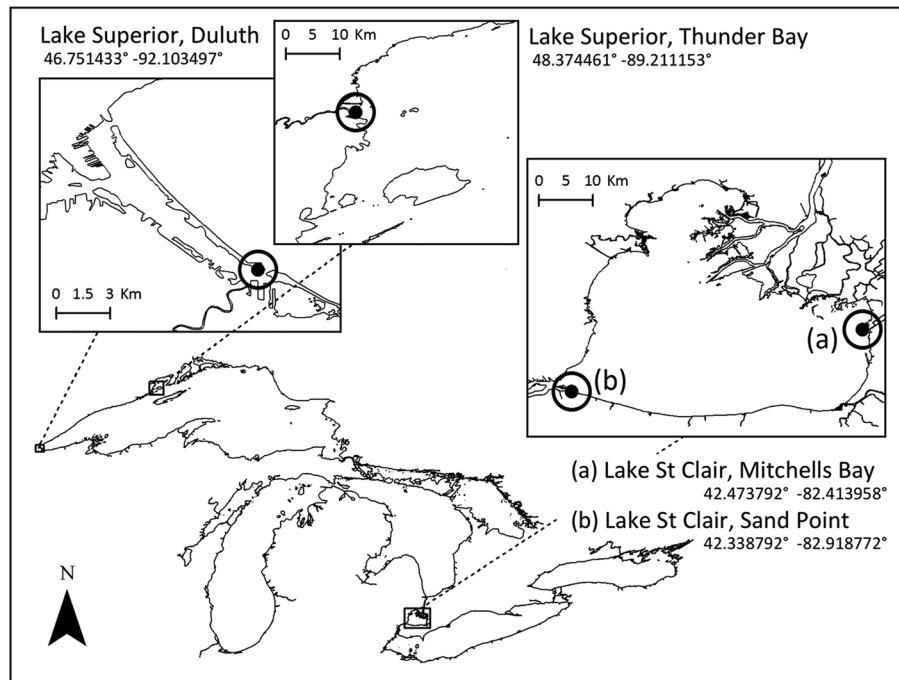 Lake Superior, Duluth
46.751433° -92.103497°
0 5 10 Km
Lake Superior, Thunder Bay
48.374461° -89.211153°
0 1.5 3 Km
0 5 10 Km
(a)
(b)
(a) Lake St Clair, Mitchells Bay
42.473792° -82.413958°
(b) Lake St Clair, Sand Point
42.338792° -82.918772°
N